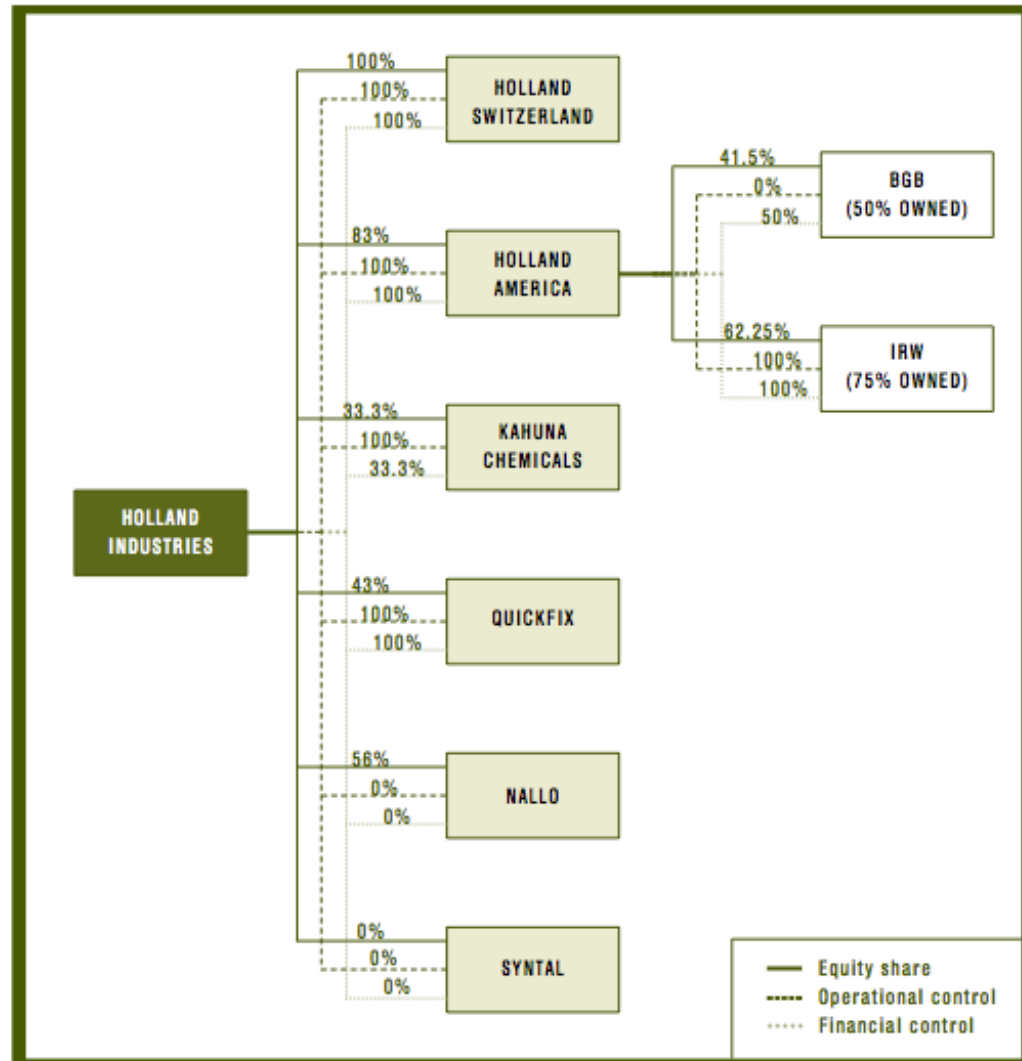 100%
100%
100%
HOLLAND
SWITZERLAND
41.5%
0%
50%
BGB
(50% OWNED)
83%
100%
100%
HOLLAND
AMERICA
62.25%
100%
100%
IRW
(75% OWNED)
33.3%
100%
33.3%
KAHUNA
CHEMICALS
HOLLAND
INDUSTRIES
43%
100%
100%
QUICKFIX
56%
0%
0%
NALLO
0%
0%
0%
SYNTAL
Equity share
Operational control
Financial control